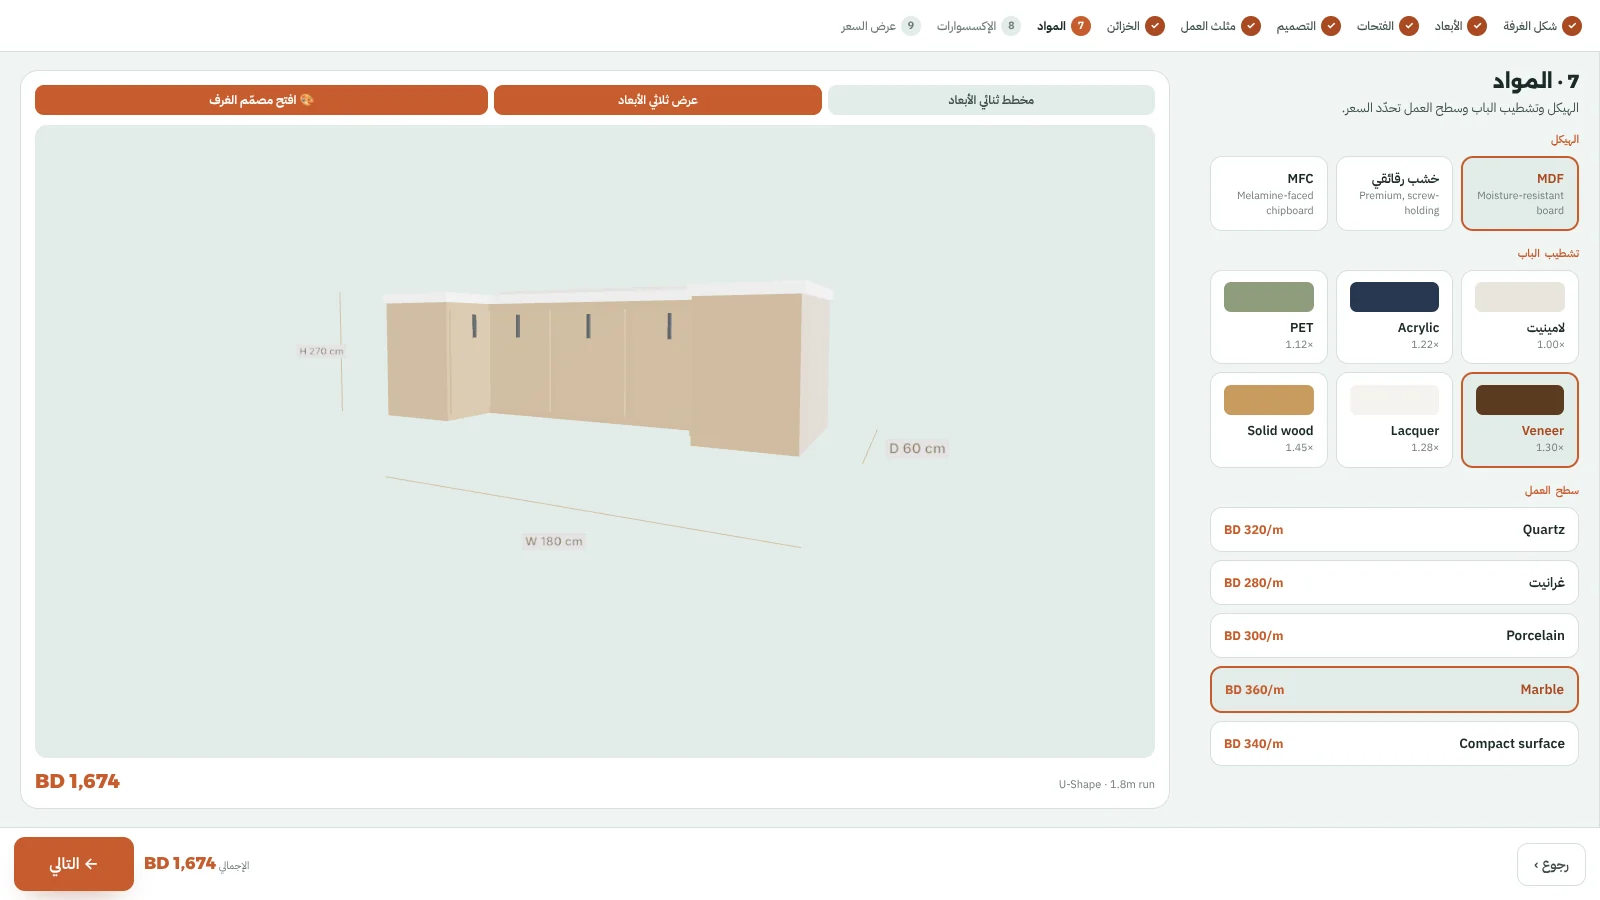 شكل الغرفة
الأبعاد
الفتحات
التصميم
مثلث العمل
الخزائن
7 المواد
8 الإكسسوارات
9 عرض السعر
7 · المواد
الهيكل وتشطيب الباب وسطح العمل تحدّد السعر.
الهيكل
MDF
Moisture-resistant
board
خشب رقائقي
Premium, screw-
holding
MFC
Melamine-faced
chipboard
تشطيب الباب
لامينيت
1.00×
Acrylic
1.22×
PET
1.12×
Veneer
1.30×
Lacquer
1.28×
Solid wood
1.45×
سطح العمل
Quartz
BD 320/m
غرانيت
BD 280/m
Porcelain
BD 300/m
Marble
BD 360/m
Compact surface
BD 340/m
مخطط ثنائي الأبعاد
عرض ثلاثي الأبعاد
🎨 افتح مصمّم الغرف
H 270 cm
D 60 cm
W 180 cm
U-Shape · 1.8m run
BD 1,674
رجوع ›
الإجمالي BD 1,674
← التالي